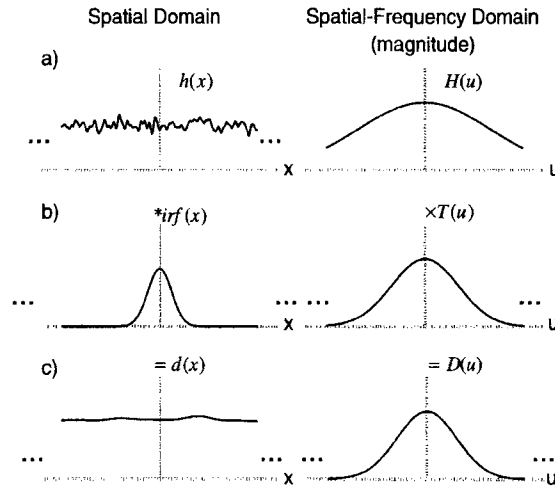 Spatial Domain
Spatial-Frequency Domain
(magnitude)
a)
h(x)
H(u)
... ...
x
u
b)
*irf(x)
×T(u)
... ... ... ...
x
u
c)
= d(x)
= D(u)
... ... ... ...
x
u